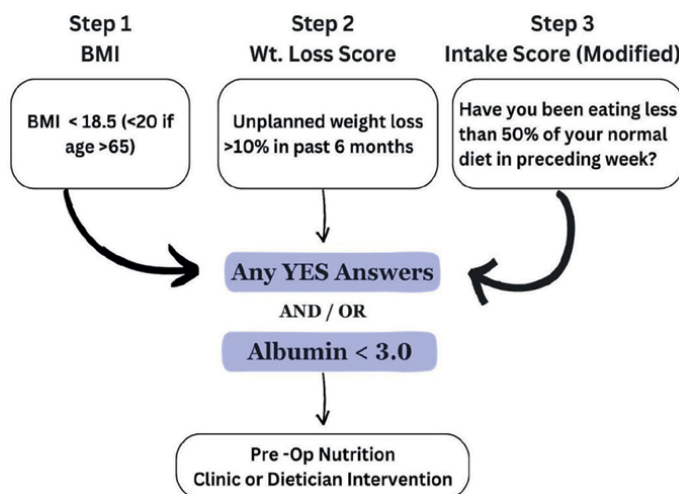 Step 1
BMI
Step 2
Wt. Loss Score
Step 3
Intake Score (Modified)
BMI < 18.5 (<20 if
age >65)
Unplanned weight loss
>10% in past 6 months
Have you been eating less
than 50% of your normal
diet in preceding week?
Any YES Answers
AND / OR
Albumin < 3.0
Pre -Op Nutrition
Clinic or Dietician Intervention